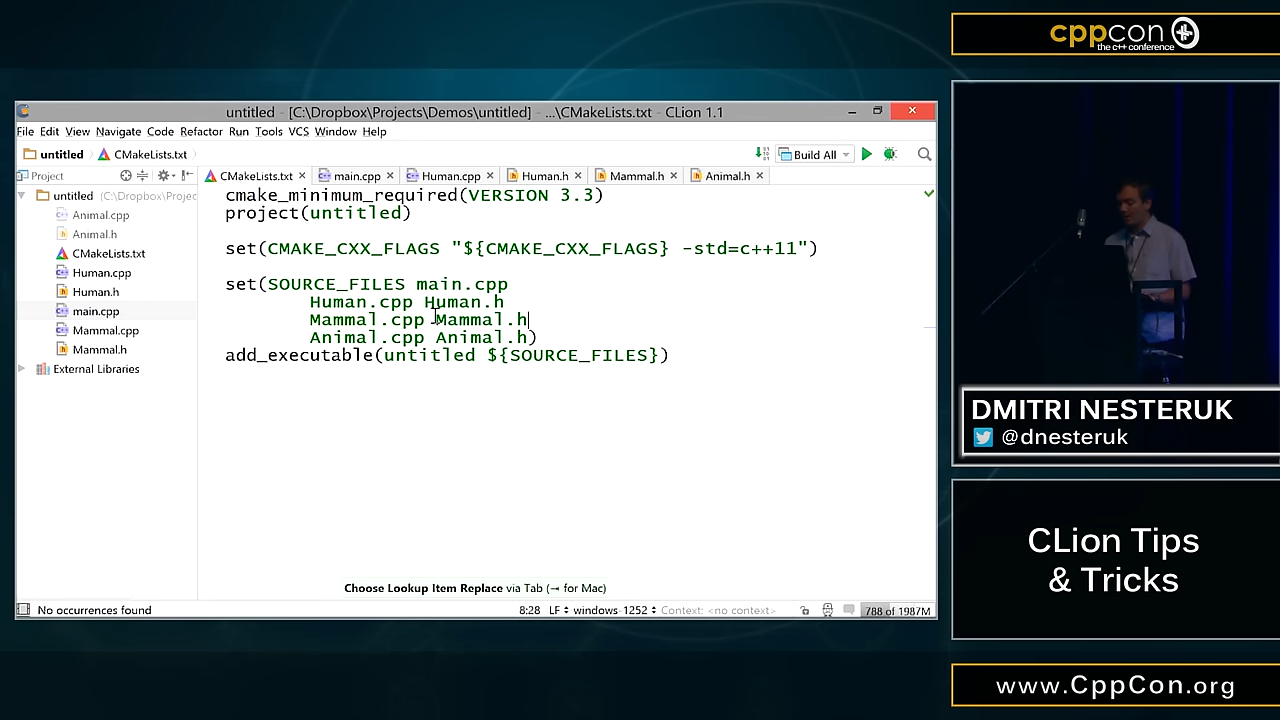 untitled - [C:\Dropbox\Projects\Demos\untitled] - ...\CMakeLists.txt - CLion 1.1
File Edit View Navigate Code Refactor Run Tools VCS Window Help
untitled CMakeLists.txt
Build All
Project
CMakeLists.txt main.cpp Human.cpp Human.h Mammal.h Animal.h
untitled (C:\Dropbox\Projec
Animal.cpp
Animal.h
CMakeLists.txt
Human.cpp
Human.h
main.cpp
Mammal.cpp
Mammal.h
External Libraries
cmake_minimum_required(VERSION 3.3)
project(untitled)
set(CMAKE_CXX_FLAGS "${CMAKE_CXX_FLAGS} -std=c++11")
set(SOURCE_FILES main.cpp
Human.cpp Human.h
Mammal.cpp Mammal.h
Animal.cpp Animal.h)
add_executable(untitled ${SOURCE_FILES})
Choose Lookup Item Replace via Tab (⇥ for Mac)
No occurrences found
8:28 LF windows-1252 Context: <no context> 788 of 1987M
cppcon
the c++ conference
DMITRI NESTERUK
@dnesteruk
CLion Tips
& Tricks
www.CppCon.org